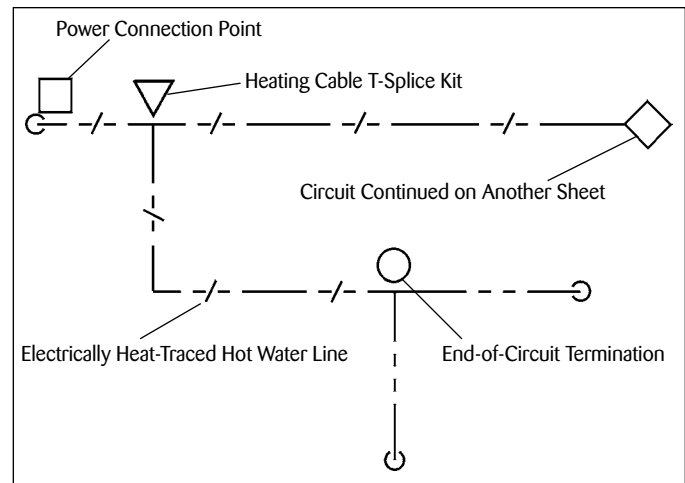 Power Connection Point
Heating Cable T-Splice Kit
Circuit Continued on Another Sheet
Electrically Heat-Traced Hot Water Line
End-of-Circuit Termination